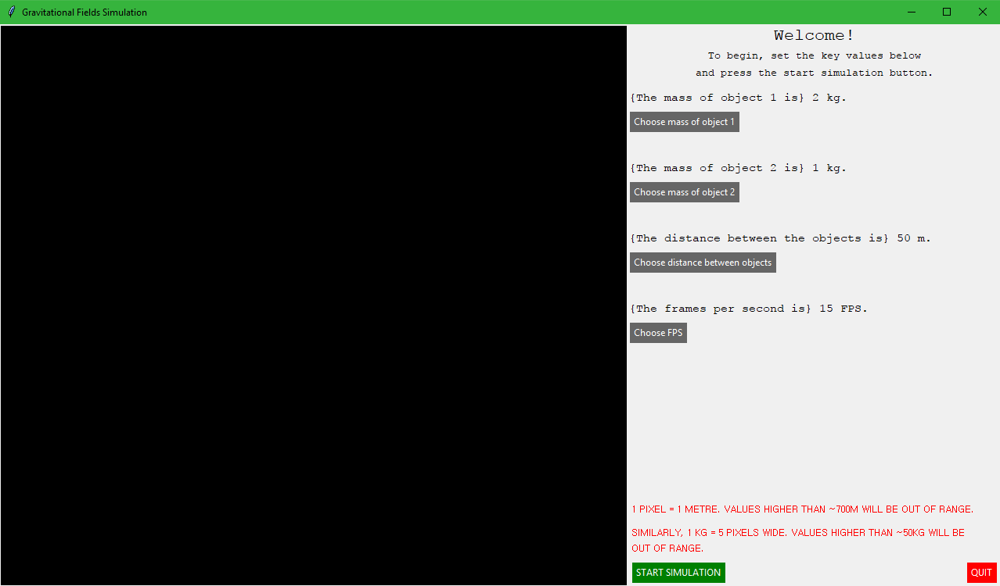 Gravitational Fields Simulation
Welcome!
To begin, set the key values below
and press the start simulation button.
{The mass of object 1 is} 2 kg.
Choose mass of object 1
{The mass of object 2 is} 1 kg.
Choose mass of object 2
{The distance between the objects is} 50 m.
Choose distance between objects
{The frames per second is} 15 FPS.
Choose FPS
1 PIXEL = 1 METRE. VALUES HIGHER THAN ~700M WILL BE OUT OF RANGE.
SIMILARLY, 1 KG = 5 PIXELS WIDE. VALUES HIGHER THAN ~50KG WILL BE
OUT OF RANGE.
START SIMULATION
QUIT